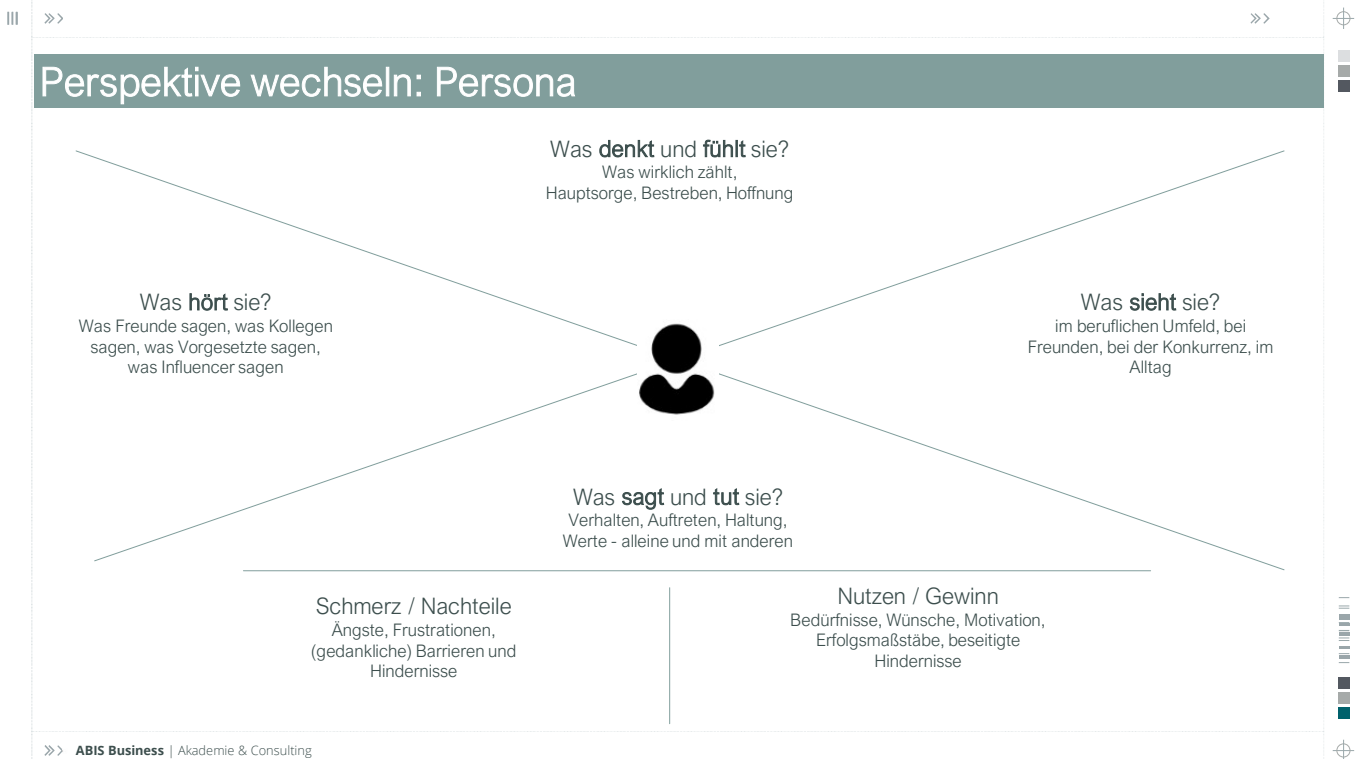 Perspektive wechseln: Persona
Was denkt und fühlt sie?
Was wirklich zählt,
Hauptsorge, Bestreben, Hoffnung
Was hört sie?
Was Freunde sagen, was Kollegen
sagen, was Vorgesetzte sagen,
was Influencer sagen
Was sieht sie?
im beruflichen Umfeld, bei
Freunden, bei der Konkurrenz, im
Alltag
Was sagt und tut sie?
Verhalten, Auftreten, Haltung,
Werte - alleine und mit anderen
Schmerz / Nachteile
Ängste, Frustrationen,
(gedankliche) Barrieren und
Hindernisse
Nutzen / Gewinn
Bedürfnisse, Wünsche, Motivation,
Erfolgsmaßstäbe, beseitigte
Hindernisse
ABIS Business | Akademie & Consulting